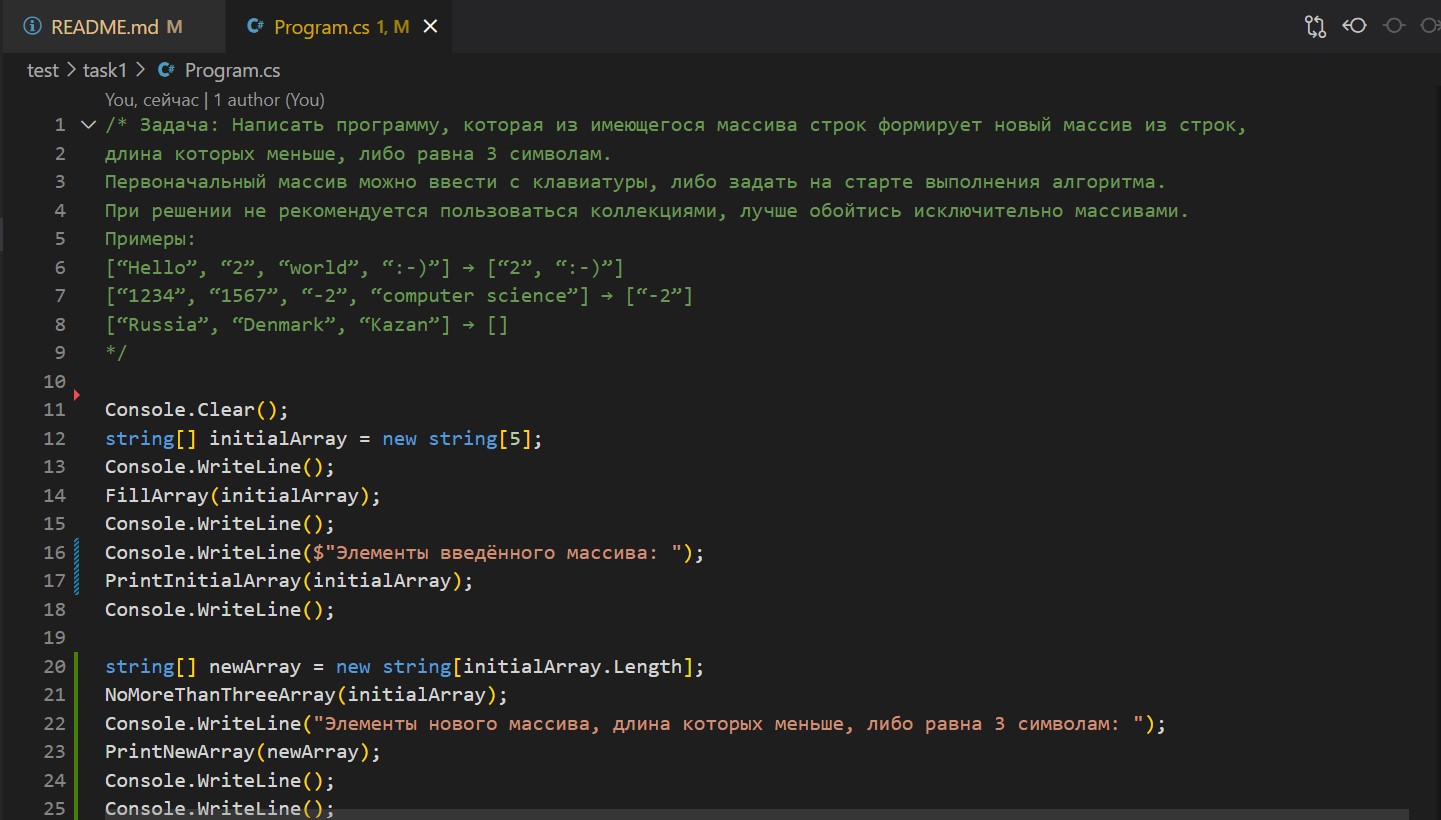 README.md M
C# Program.cs 1, M
test > task1 > C# Program.cs
You, сейчас | 1 author (You)
1 /* Задача: Написать программу, которая из имеющегося массива строк формирует новый массив из строк,
2 длина которых меньше, либо равна 3 символам.
3 Первоначальный массив можно ввести с клавиатуры, либо задать на старте выполнения алгоритма.
4 При решении не рекомендуется пользоваться коллекциями, лучше обойтись исключительно массивами.
5 Примеры:
6 [“Hello”, “2”, “world”, “:-)”] → [“2”, “:-)”]
7 [“1234”, “1567”, “-2”, “computer science”] → [“-2”]
8 [“Russia”, “Denmark”, “Kazan”] → []
9 */
10
11 Console.Clear();
12 string[] initialArray = new string[5];
13 Console.WriteLine();
14 FillArray(initialArray);
15 Console.WriteLine();
16 Console.WriteLine($"Элементы введённого массива: ");
17 PrintInitialArray(initialArray);
18 Console.WriteLine();
19
20 string[] newArray = new string[initialArray.Length];
21 NoMoreThanThreeArray(initialArray);
22 Console.WriteLine("Элементы нового массива, длина которых меньше, либо равна 3 символам: ");
23 PrintNewArray(newArray);
24 Console.WriteLine();
25 Console.WriteLine();